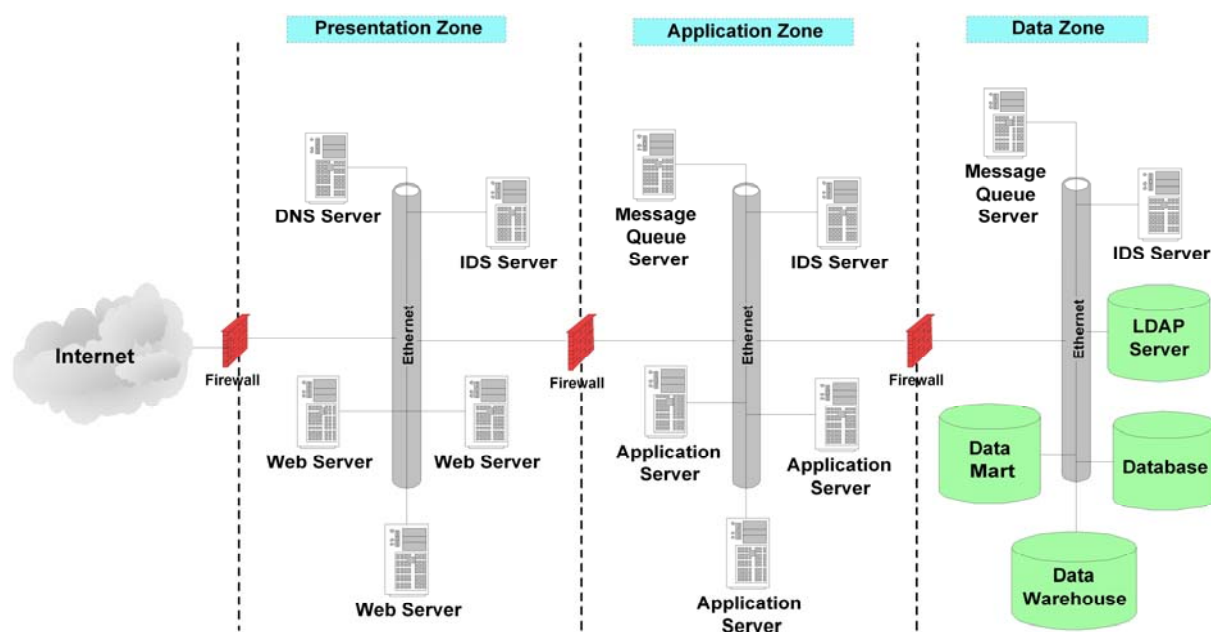 Presentation Zone
Application Zone
Data Zone
DNS Server
IDS Server
Message
Queue
Server
IDS Server
Message
Queue
Server
IDS Server
Internet
Firewall
Ethernet
Firewall
Ethernet
Firewall
Ethernet
LDAP
Server
Web Server
Web Server
Web Server
Application
Server
Application
Server
Application
Server
Data
Mart
Database
Data
Warehouse